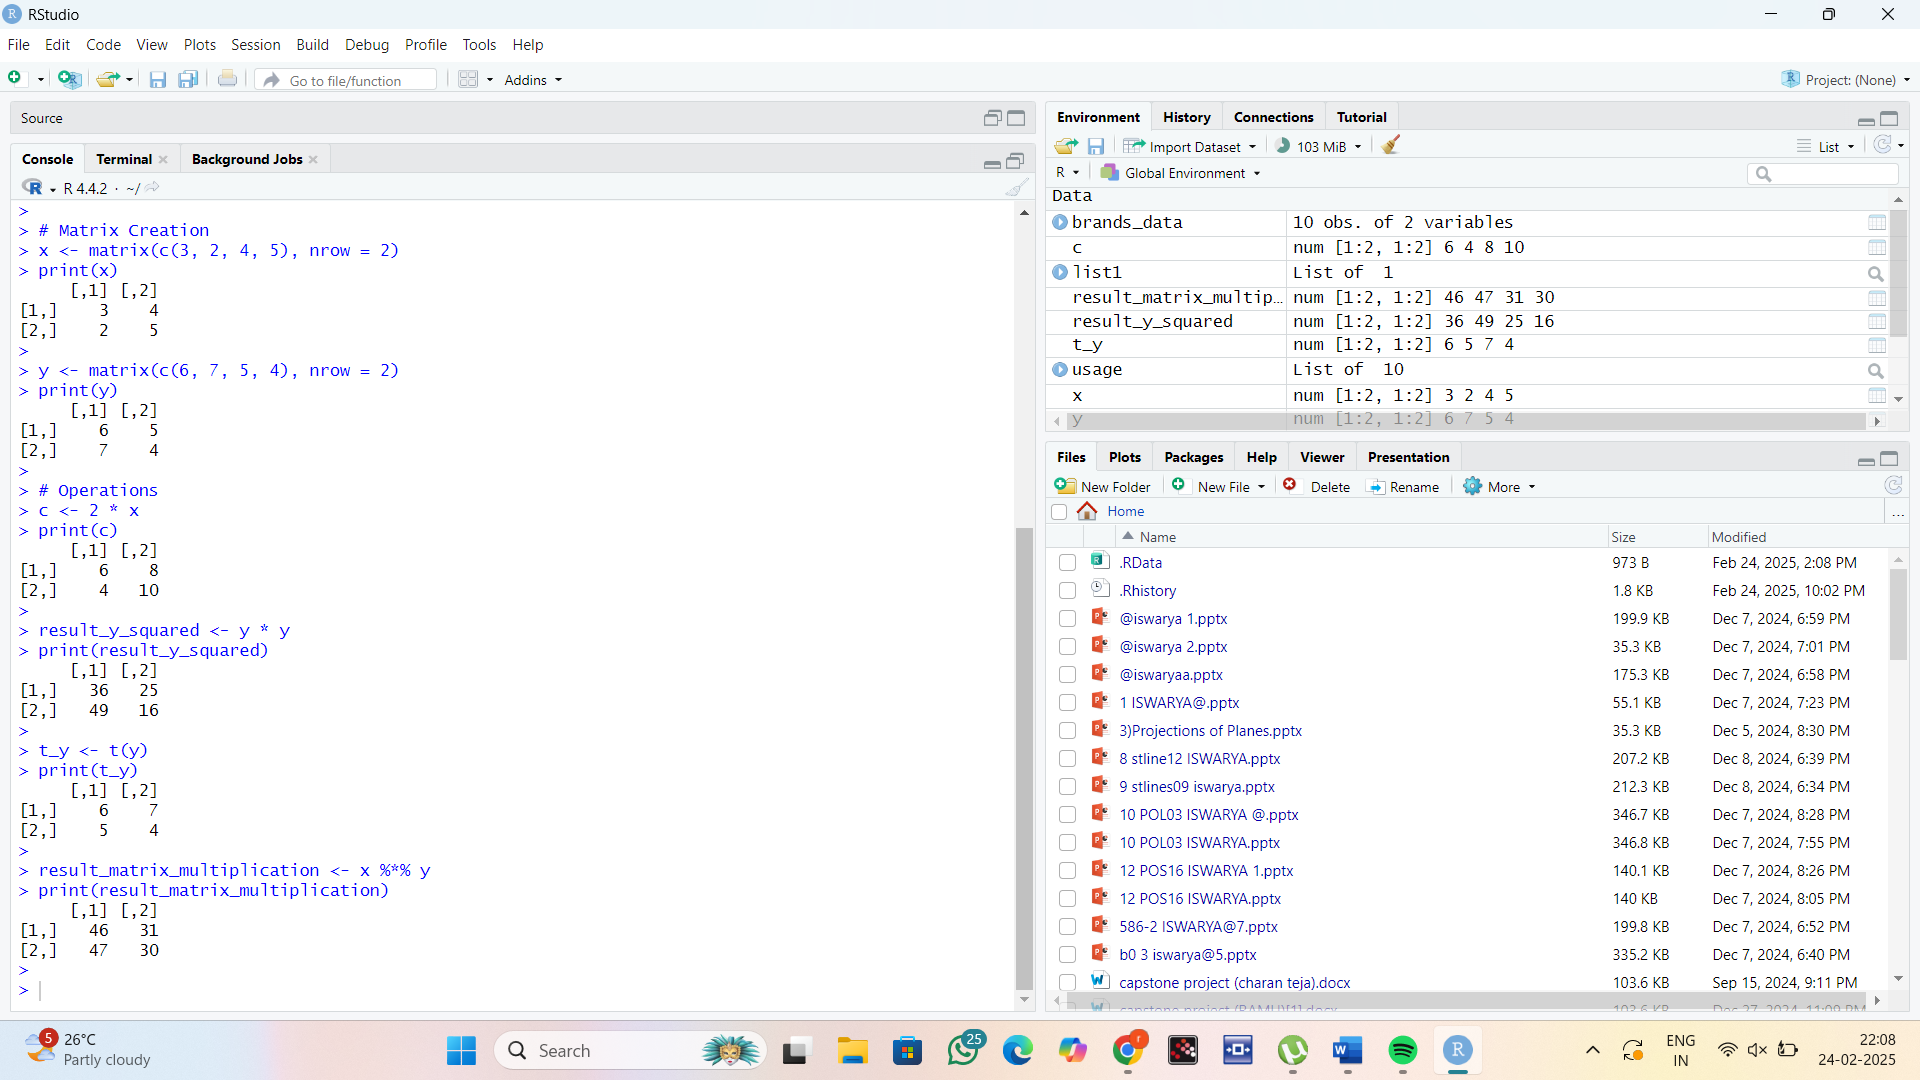 RStudio
File Edit Code View Plots Session Build Debug Profile Tools Help
Go to file/function Addins Project: (None)
Source
Console Terminal Background Jobs
R 4.4.2 · ~/
>
> # Matrix Creation
> x <- matrix(c(3, 2, 4, 5), nrow = 2)
> print(x)
[,1] [,2]
[1,] 3 4
[2,] 2 5
>
> y <- matrix(c(6, 7, 5, 4), nrow = 2)
> print(y)
[,1] [,2]
[1,] 6 5
[2,] 7 4
>
> # Operations
> c <- 2 * x
> print(c)
[,1] [,2]
[1,] 6 8
[2,] 4 10
>
> result_y_squared <- y * y
> print(result_y_squared)
[,1] [,2]
[1,] 36 25
[2,] 49 16
>
> t_y <- t(y)
> print(t_y)
[,1] [,2]
[1,] 6 7
[2,] 5 4
>
> result_matrix_multiplication <- x %*% y
> print(result_matrix_multiplication)
[,1] [,2]
[1,] 46 31
[2,] 47 30
>
>
Environment History Connections Tutorial
Import Dataset 103 MiB List
R Global Environment
Data
brands_data 10 obs. of 2 variables
c num [1:2, 1:2] 6 4 8 10
list1 List of 1
result_matrix_multip... num [1:2, 1:2] 46 47 31 30
result_y_squared num [1:2, 1:2] 36 49 25 16
t_y num [1:2, 1:2] 6 5 7 4
usage List of 10
x num [1:2, 1:2] 3 2 4 5
y num [1:2, 1:2] 6 7 5 4
Files Plots Packages Help Viewer Presentation
New Folder New File Delete Rename More
Home ...
Name Size Modified
.RData 973 B Feb 24, 2025, 2:08 PM
.Rhistory 1.8 KB Feb 24, 2025, 10:02 PM
@iswarya 1.pptx 199.9 KB Dec 7, 2024, 6:59 PM
@iswarya 2.pptx 35.3 KB Dec 7, 2024, 7:01 PM
@iswaryaa.pptx 175.3 KB Dec 7, 2024, 6:58 PM
1 ISWARYA@.pptx 55.1 KB Dec 7, 2024, 7:23 PM
3)Projections of Planes.pptx 35.3 KB Dec 5, 2024, 8:30 PM
8 stline12 ISWARYA.pptx 207.2 KB Dec 8, 2024, 6:39 PM
9 stlines09 iswarya.pptx 212.3 KB Dec 8, 2024, 6:34 PM
10 POL03 ISWARYA @.pptx 346.7 KB Dec 7, 2024, 8:28 PM
10 POL03 ISWARYA.pptx 346.8 KB Dec 7, 2024, 7:55 PM
12 POS16 ISWARYA 1.pptx 140.1 KB Dec 7, 2024, 8:26 PM
12 POS16 ISWARYA.pptx 140 KB Dec 7, 2024, 8:05 PM
586-2 ISWARYA@7.pptx 199.8 KB Dec 7, 2024, 6:52 PM
b0 3 iswarya@5.pptx 335.2 KB Dec 7, 2024, 6:40 PM
capstone project (charan teja).docx 103.6 KB Sep 15, 2024, 9:11 PM
5 26°C
Partly cloudy
Search
25
ENG
IN
22:08
24-02-2025